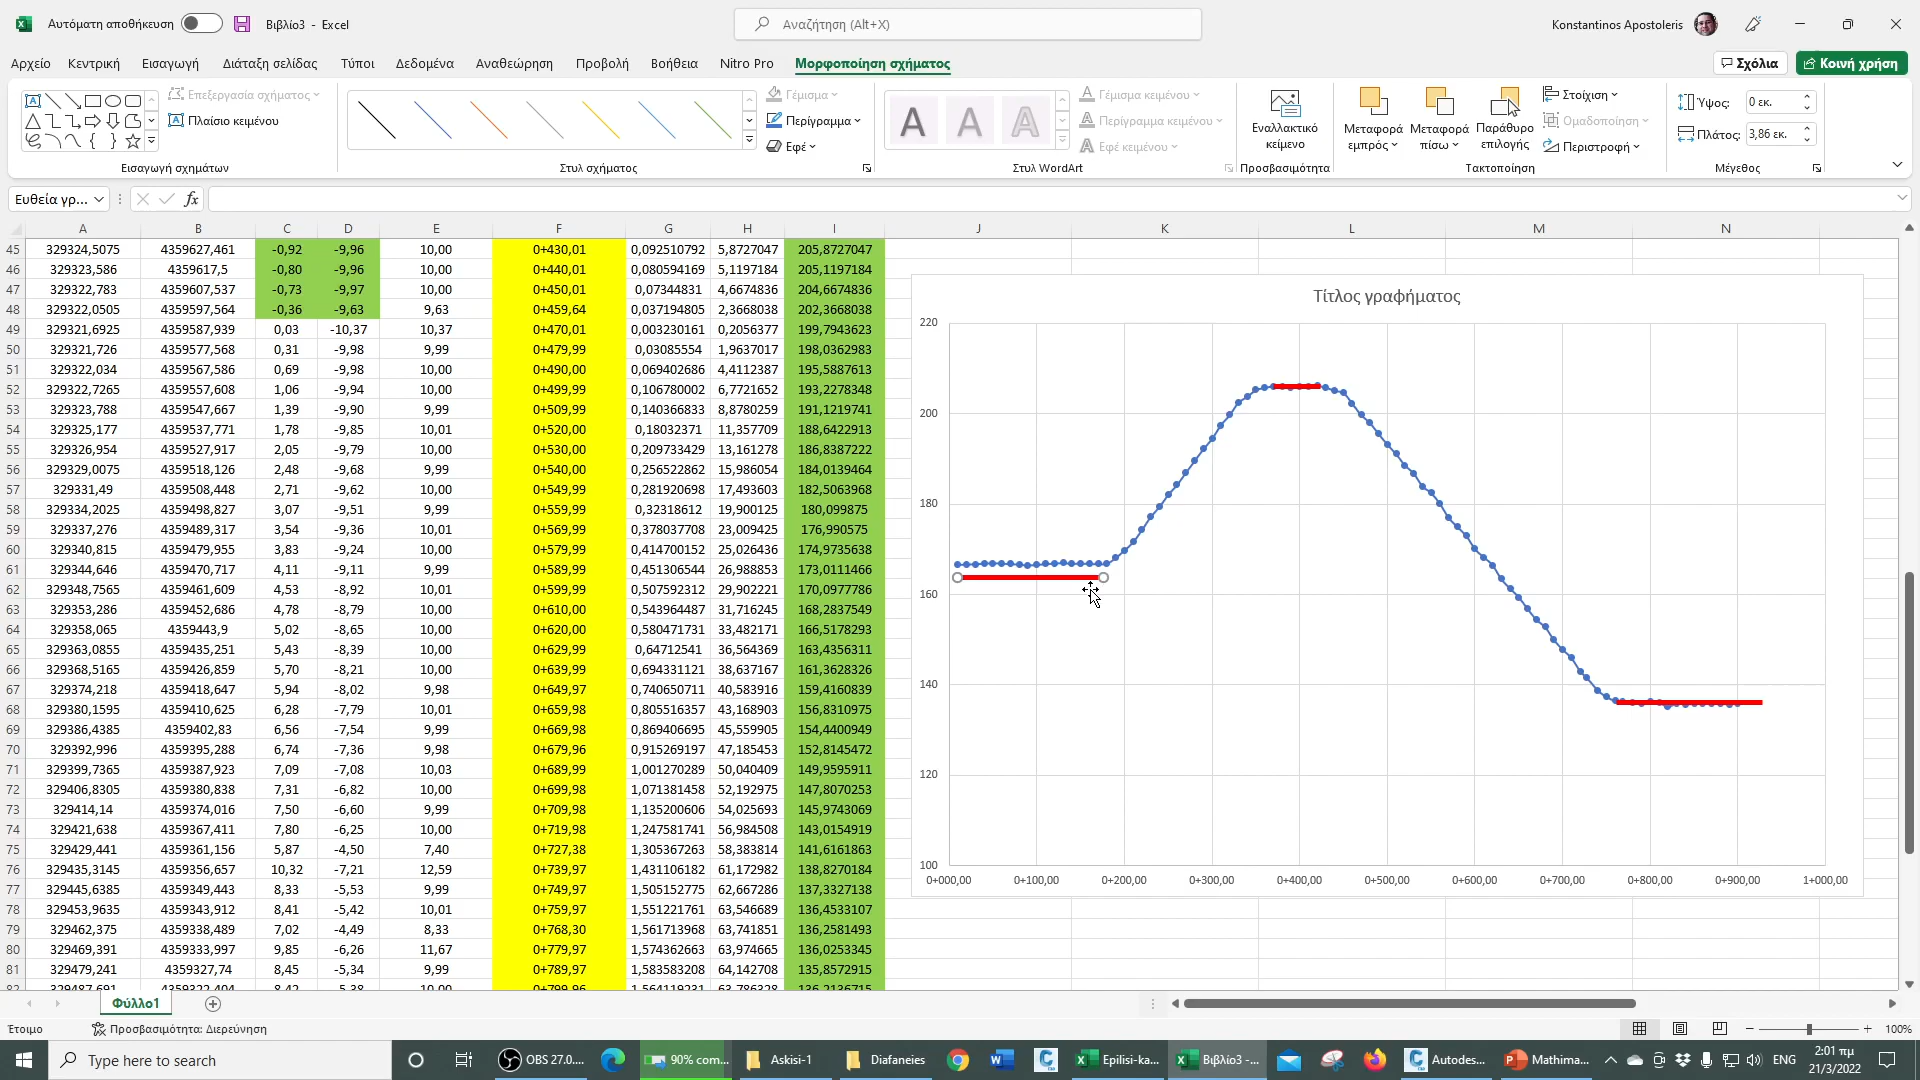 Αυτόματη αποθήκευση
Βιβλίο3 - Excel
Αναζήτηση (Alt+X)
Konstantinos Apostoleris
Αρχείο Κεντρική Εισαγωγή Διάταξη σελίδας Τύποι Δεδομένα Αναθεώρηση Προβολή Βοήθεια Nitro Pro Μορφοποίηση σχήματος
Σχόλια Κοινή χρήση
Επεξεργασία σχήματος
Πλαίσιο κειμένου
Εισαγωγή σχημάτων
Γέμισμα
Περίγραμμα
Εφέ
Στυλ σχήματος
Γέμισμα κειμένου
Περίγραμμα κειμένου
Εφέ κειμένου
Στυλ WordArt
Εναλλακτικό κείμενο
Προσβασιμότητα
Μεταφορά εμπρός
Μεταφορά πίσω
Παράθυρο επιλογής
Στοίχιση
Ομαδοποίηση
Περιστροφή
Τακτοποίηση
Ύψος: 0 εκ.
Πλάτος: 3,86 εκ.
Μέγεθος
Ευθεία γρ...
fx
A B C D E F G H I J K L M N
45 329324,5075 4359627,461 -0,92 -9,96 10,00 0+430,01 0,092510792 5,8727047 205,8727047
46 329323,586 4359617,5 -0,80 -9,96 10,00 0+440,01 0,080594169 5,1197184 205,1197184
47 329322,783 4359607,537 -0,73 -9,97 10,00 0+450,01 0,07344831 4,6674836 204,6674836
48 329322,0505 4359597,564 -0,36 -9,63 9,63 0+459,64 0,037194805 2,3668038 202,3668038
49 329321,6925 4359587,939 0,03 -10,37 10,37 0+470,01 0,003230161 0,2056377 199,7943623
50 329321,726 4359577,568 0,31 -9,98 9,99 0+479,99 0,03085554 1,9637017 198,0362983
51 329322,034 4359567,586 0,69 -9,98 10,00 0+490,00 0,069402686 4,4112387 195,5887613
52 329322,7265 4359557,608 1,06 -9,94 10,00 0+499,99 0,106780002 6,7721652 193,2278348
53 329323,788 4359547,667 1,39 -9,90 9,99 0+509,99 0,140366833 8,8780259 191,1219741
54 329325,177 4359537,771 1,78 -9,85 10,01 0+520,00 0,18032371 11,357709 188,6422913
55 329326,954 4359527,917 2,05 -9,79 10,00 0+530,00 0,209733429 13,161278 186,8387222
56 329329,0075 4359518,126 2,48 -9,68 9,99 0+540,00 0,256522862 15,986054 184,0139464
57 329331,49 4359508,448 2,71 -9,62 10,00 0+549,99 0,281920698 17,493603 182,5063968
58 329334,2025 4359498,827 3,07 -9,51 9,99 0+559,99 0,32318612 19,900125 180,099875
59 329337,276 4359489,317 3,54 -9,36 10,01 0+569,99 0,378037708 23,009425 176,990575
60 329340,815 4359479,955 3,83 -9,24 10,00 0+579,99 0,414700152 25,026436 174,9735638
61 329344,646 4359470,717 4,11 -9,11 9,99 0+589,99 0,451306544 26,988853 173,0111466
62 329348,7565 4359461,609 4,53 -8,92 10,01 0+599,99 0,507592312 29,902221 170,0977786
63 329353,286 4359452,686 4,78 -8,79 10,00 0+610,00 0,543964487 31,716245 168,2837549
64 329358,065 4359443,9 5,02 -8,65 10,00 0+620,00 0,580471731 33,482171 166,5178293
65 329363,0855 4359435,251 5,43 -8,39 10,00 0+629,99 0,64712541 36,564369 163,4356311
66 329368,5165 4359426,859 5,70 -8,21 10,00 0+639,99 0,694331121 38,637167 161,3628326
67 329374,218 4359418,647 5,94 -8,02 9,98 0+649,97 0,740650711 40,583916 159,4160839
68 329380,1595 4359410,625 6,28 -7,79 10,01 0+659,98 0,805516357 43,168903 156,8310975
69 329386,4385 4359402,83 6,56 -7,54 9,99 0+669,98 0,869406695 45,559905 154,4400949
70 329392,996 4359395,288 6,74 -7,36 9,98 0+679,96 0,915269197 47,185453 152,8145472
71 329399,7365 4359387,923 7,09 -7,08 10,03 0+689,99 1,001270289 50,040409 149,9595911
72 329406,8305 4359380,838 7,31 -6,82 10,00 0+699,98 1,071381458 52,192975 147,8070253
73 329414,14 4359374,016 7,50 -6,60 9,99 0+709,98 1,135200606 54,025693 145,9743069
74 329421,638 4359367,411 7,80 -6,25 10,00 0+719,98 1,247581741 56,984508 143,0154919
75 329429,441 4359361,156 5,87 -4,50 7,40 0+727,38 1,305367263 58,383814 141,6161863
76 329435,3145 4359356,657 10,32 -7,21 12,59 0+739,97 1,431106182 61,172982 138,8270184
77 329445,6385 4359349,443 8,33 -5,53 9,99 0+749,97 1,505152775 62,667286 137,3327138
78 329453,9635 4359343,912 8,41 -5,42 10,01 0+759,97 1,551221761 63,546689 136,4533107
79 329462,375 4359338,489 7,02 -4,49 8,33 0+768,30 1,561713968 63,741851 136,2581493
80 329469,391 4359333,997 9,85 -6,26 11,67 0+779,97 1,574362663 63,974665 136,0253345
81 329479,241 4359327,74 8,45 -5,34 9,99 0+789,97 1,583583208 64,142708 135,8572915
Τίτλος γραφήματος
220
200
180
160
140
120
100
0+000,00 0+100,00 0+200,00 0+300,00 0+400,00 0+500,00 0+600,00 0+700,00 0+800,00 0+900,00 1+000,00
Φύλλο1
Έτοιμο Προσβασιμότητα: Διερεύνηση 100%
Type here to search
OBS 27.0.... 90% com... Askisi-1 Diafaneies Epilisi-ka... Βιβλίο3 -... Autodes... Mathima... ENG
2:01 πμ
21/3/2022